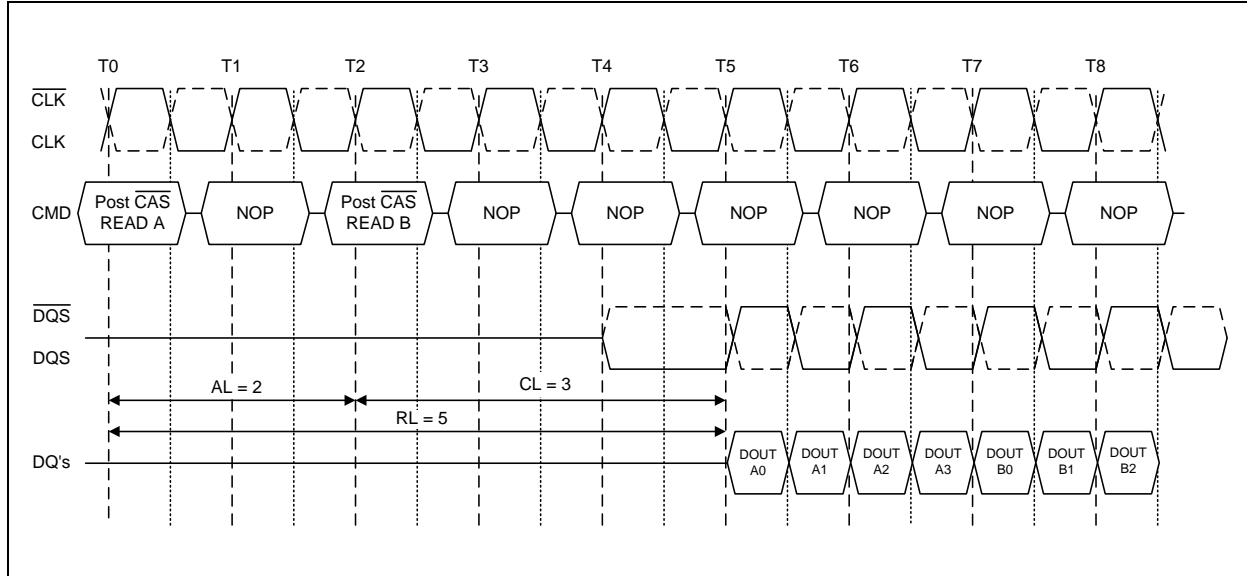 T0 T1 T2 T3 T4 T5 T6 T7 T8
CLK
CLK
CMD
Post CAS
READ A
NOP
Post CAS
READ B
NOP
NOP
NOP
NOP
NOP
NOP
DQS
DQS
AL = 2
CL = 3
RL = 5
DQ's
DOUT
A0
DOUT
A1
DOUT
A2
DOUT
A3
DOUT
B0
DOUT
B1
DOUT
B2